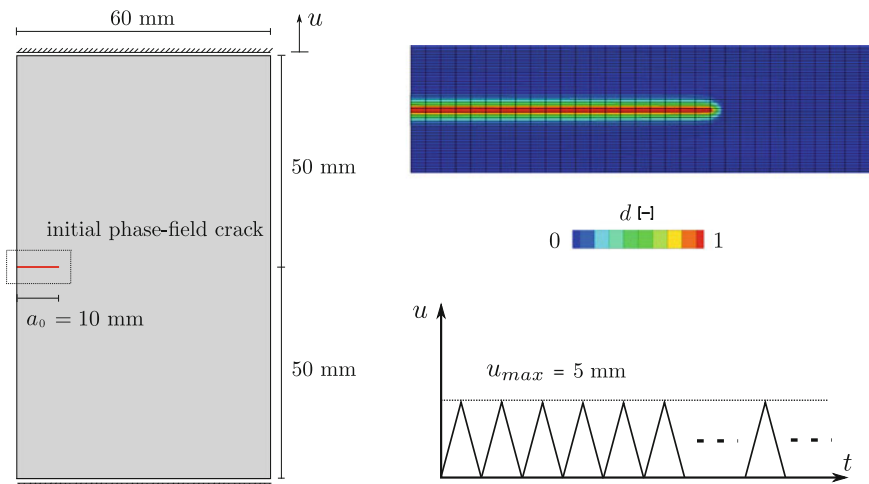 60 mm
u
50 mm
initial phase-field crack
a₀ = 10 mm
50 mm
d [-]
0
1
u
u_max = 5 mm
t